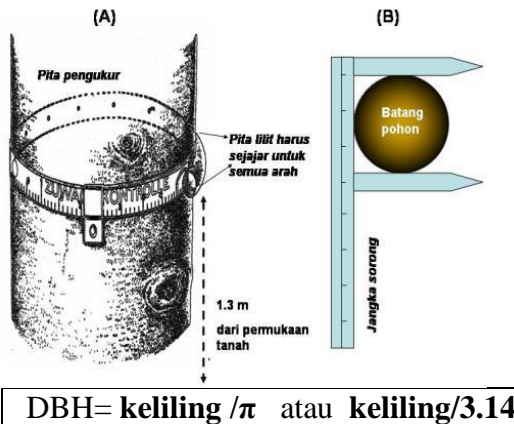 (A)
(B)
Pita pengukur
Batang
pohon
Pita lilit harus
sejajar untuk
semua arah
KONTROLLE
Jangka sorong
1.3 m
dari permukaan
tanah
DBH= keliling /π atau keliling/3.14